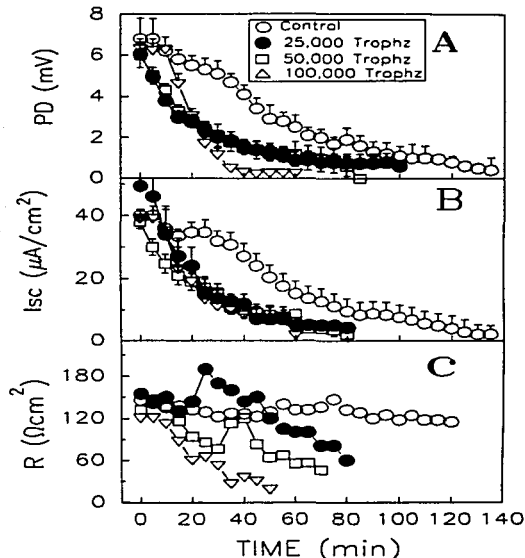 Control
25,000 Trophz
50,000 Trophz
100,000 Trophz
A
PD (mV)
8
6
4
2
0
B
Isc (μA/cm²)
40
20
0
C
R (Ωcm²)
180
120
60
0
0 20 40 60 80 100 120 140
TIME (min)